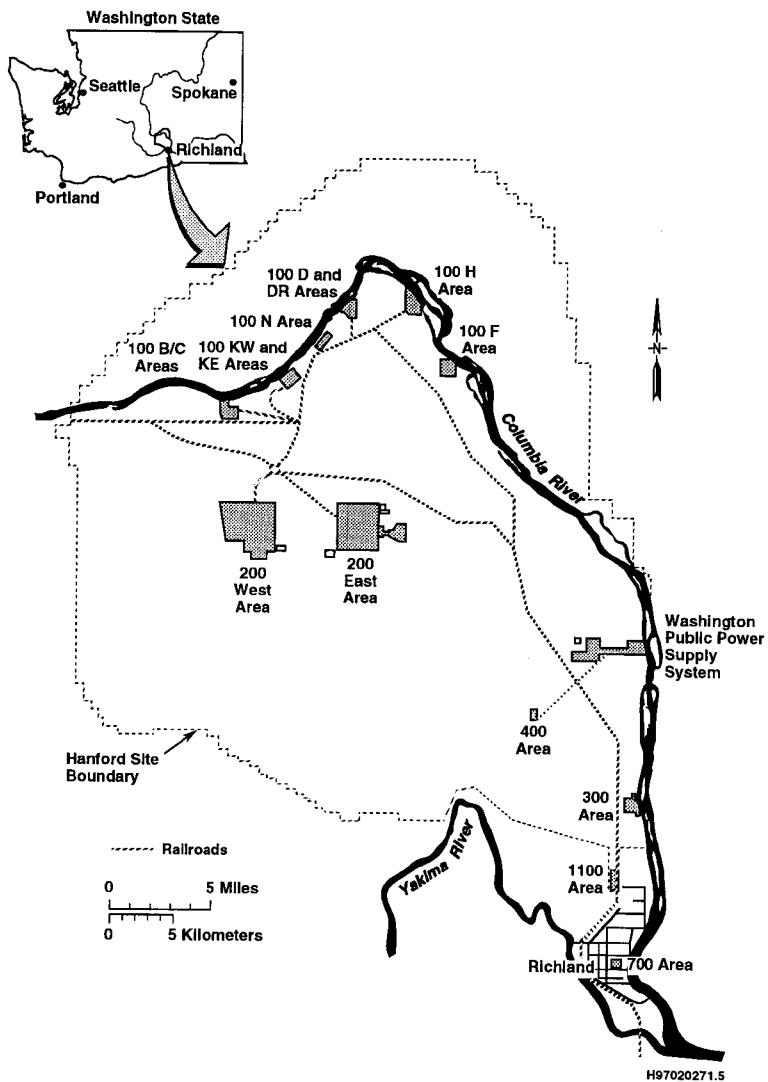 Washington State
Seattle
Spokane
Richland
Portland
100 D and
DR Areas
100 H
Area
100 N Area
100 F
Area
100 B/C
Areas
100 KW and
KE Areas
N
Columbia River
200
West
Area
200
East
Area
Washington
Public Power
Supply
System
400
Area
Hanford Site
Boundary
300
Area
Railroads
Yakima River
1100
Area
0 5 Miles
0 5 Kilometers
Richland
700 Area
H97020271.5